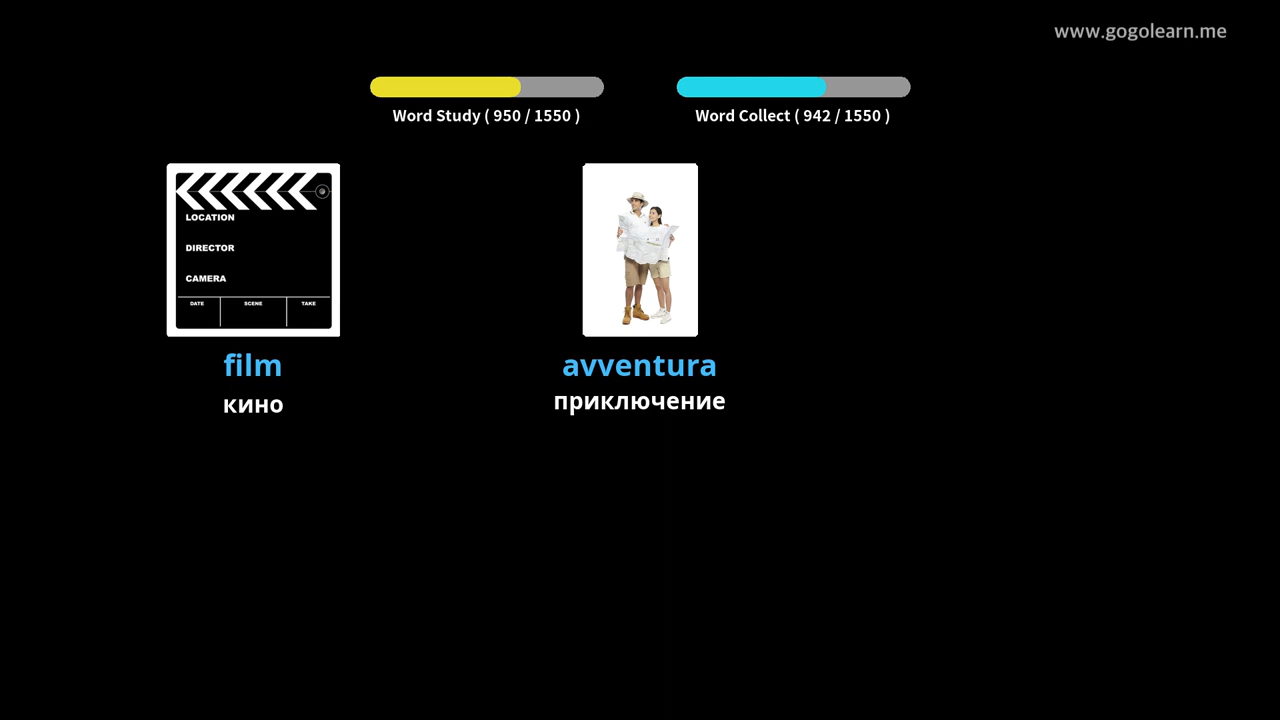 www.gogolearn.me
Word Study ( 950 / 1550 )
Word Collect ( 942 / 1550 )
LOCATION
DIRECTOR
CAMERA
DATE SCENE TAKE
film
кино
avventura
приключение